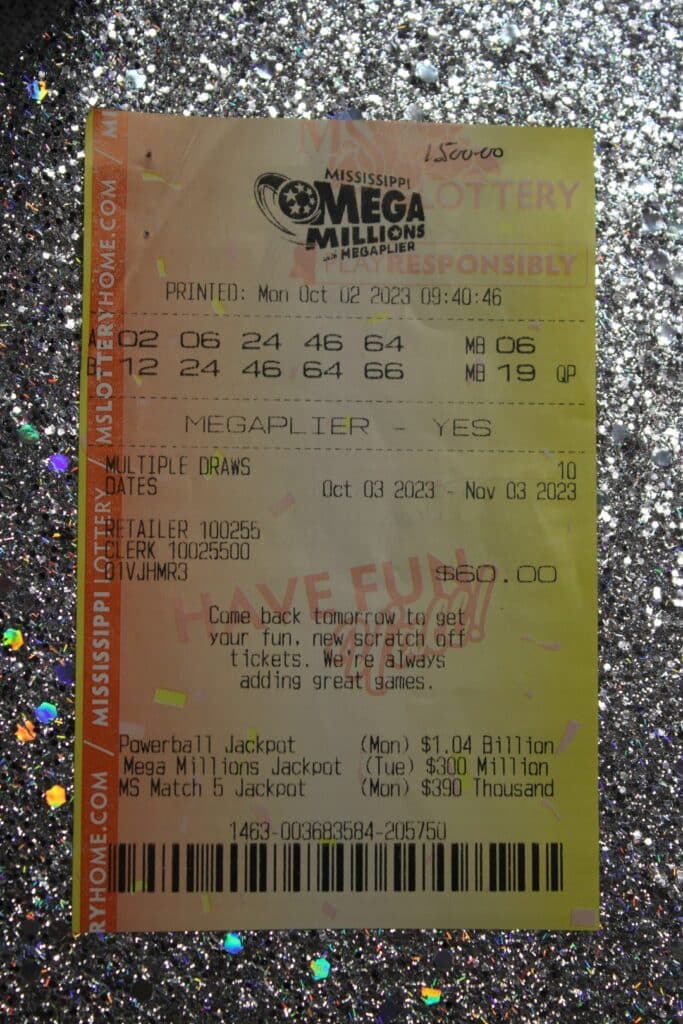 1500.00
MS
LOTTERY
MISSISSIPPI
MEGA
MILLIONS
with MEGAPLIER
PLAY RESPONSIBLY
PRINTED: Mon Oct 02 2023 09:40:46
A 02 06 24 46 64 MB 06
B 12 24 46 64 66 MB 19 QP
MEGAPLIER - YES
MULTIPLE DRAWS 10
DATES Oct 03 2023 - Nov 03 2023
RETAILER 100255
CLERK 10025500
01VJHMR3 $60.00
HAVE FUN
Come back tomorrow to get
your fun, new scratch off
tickets. We're always
adding great games.
Powerball Jackpot (Mon) $1.04 Billion
Mega Millions Jackpot (Tue) $300 Million
MS Match 5 Jackpot (Mon) $390 Thousand
1463-003683584-205750
RYHOME.COM / MISSISSIPPI LOTTERY / MSLOTTERYHOME.COM / MI